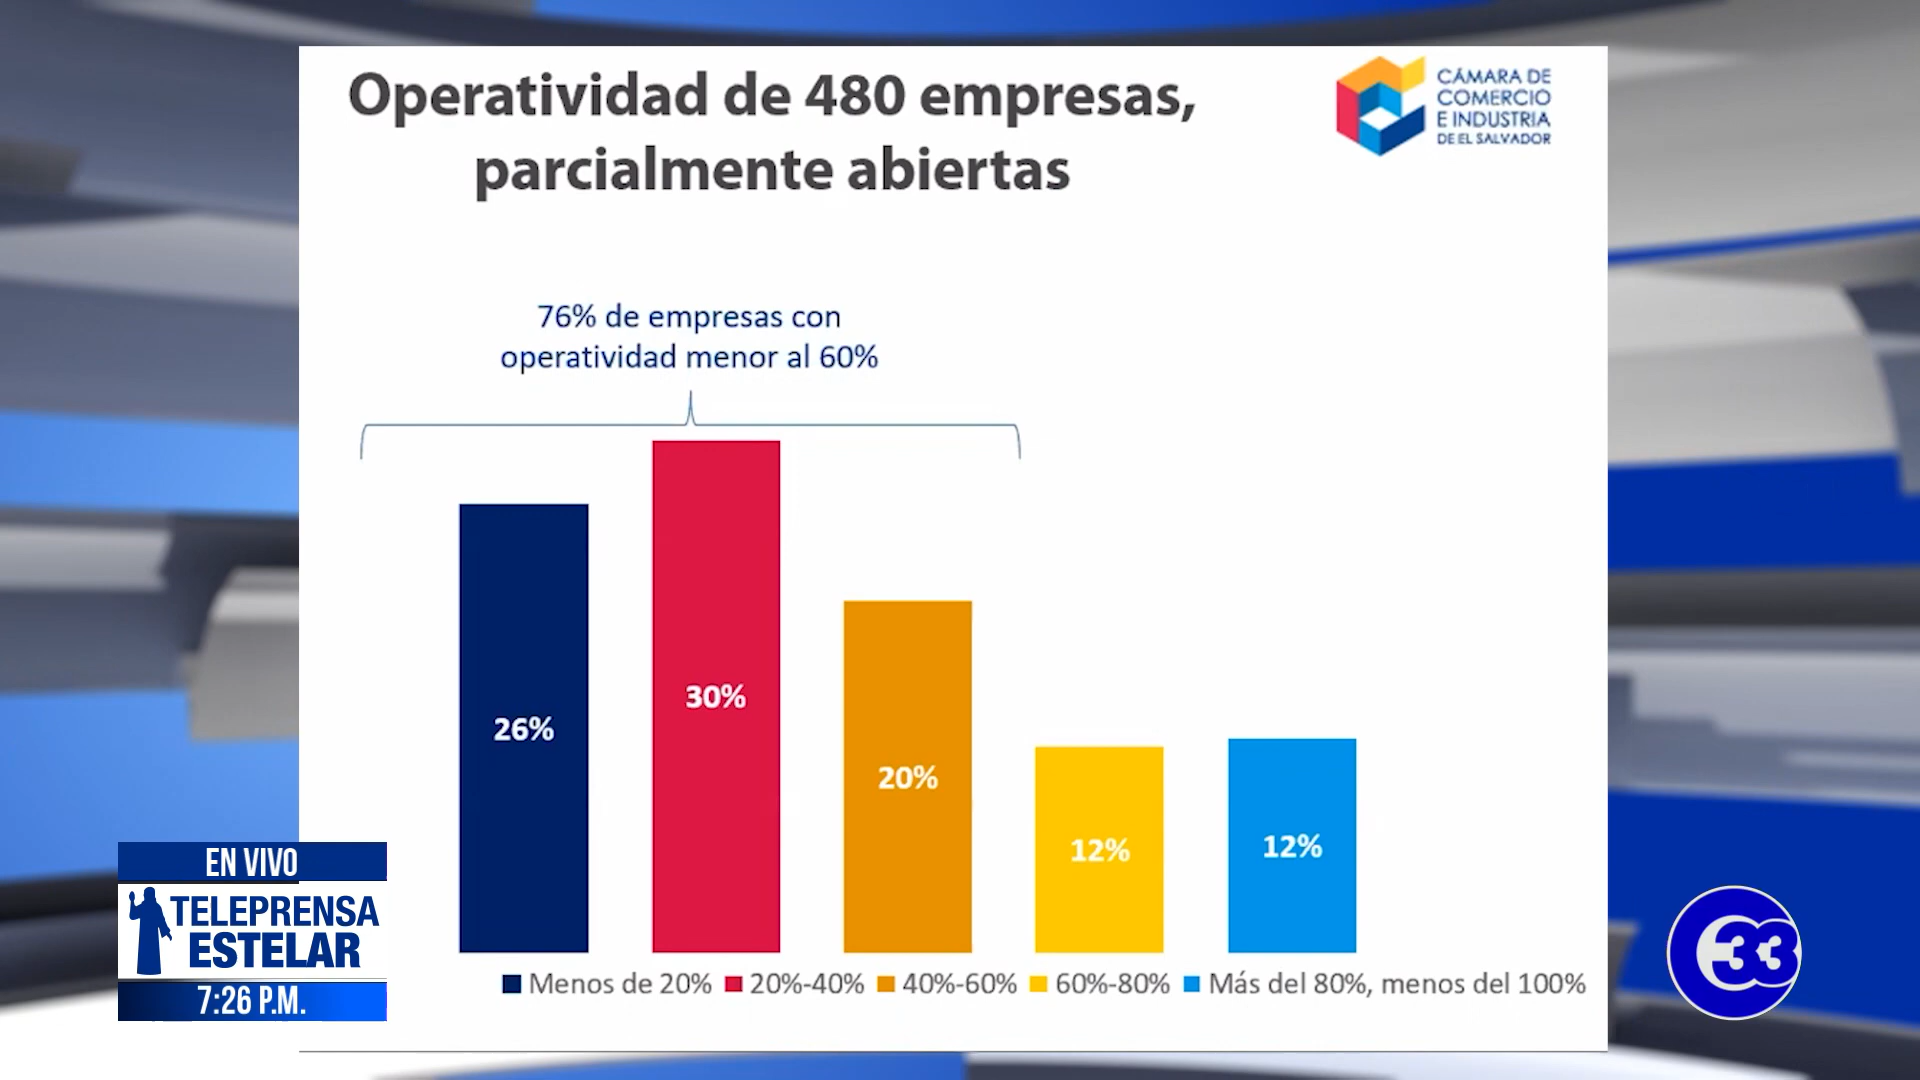 Operatividad de 480 empresas,
parcialmente abiertas
CÁMARA DE
COMERCIO
E INDUSTRIA
DE EL SALVADOR
76% de empresas con
operatividad menor al 60%
26%
30%
20%
12%
12%
Menos de 20% 20%-40% 40%-60% 60%-80% Más del 80%, menos del 100%
EN VIVO
TELEPRENSA
ESTELAR
7:26 P.M.
33